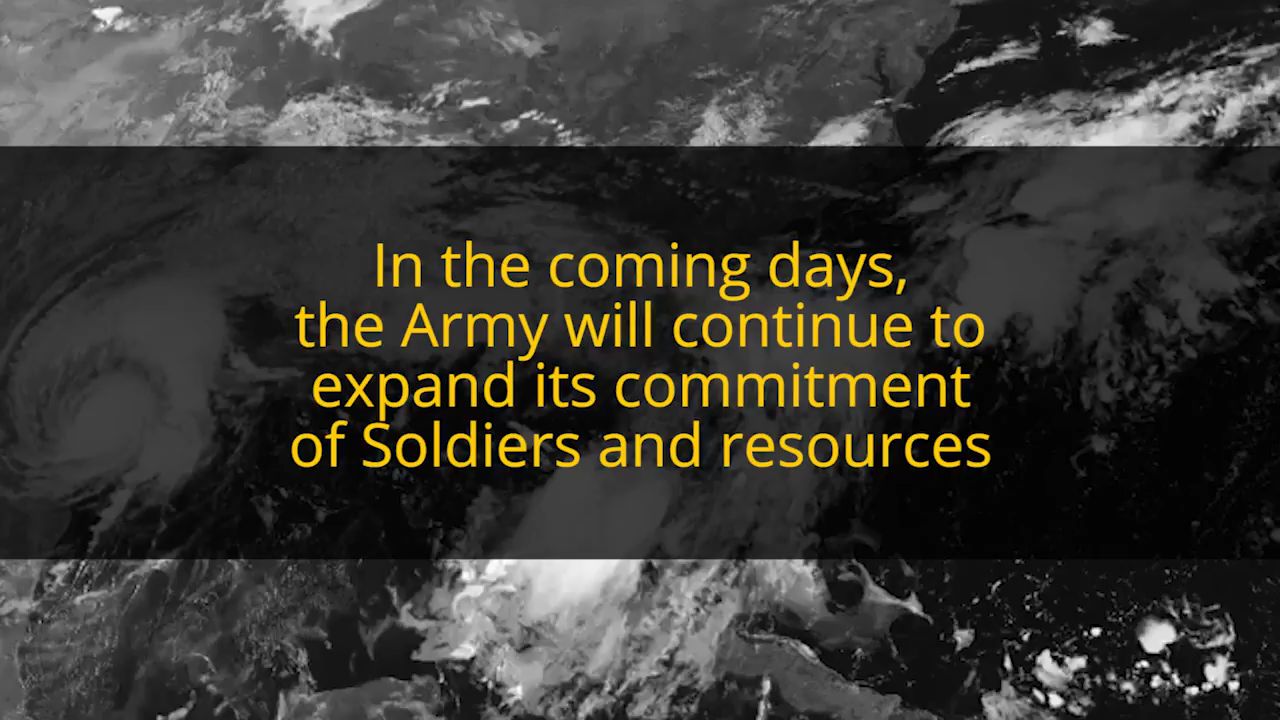 In the coming days,
the Army will continue to
expand its commitment
of Soldiers and resources